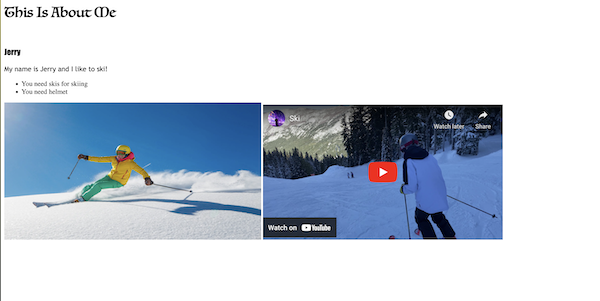 This Is About Me
Jerry
My name is Jerry and I like to ski!
You need skis for skiing
You need helmet
Ski
Watch later
Share
Watch on YouTube